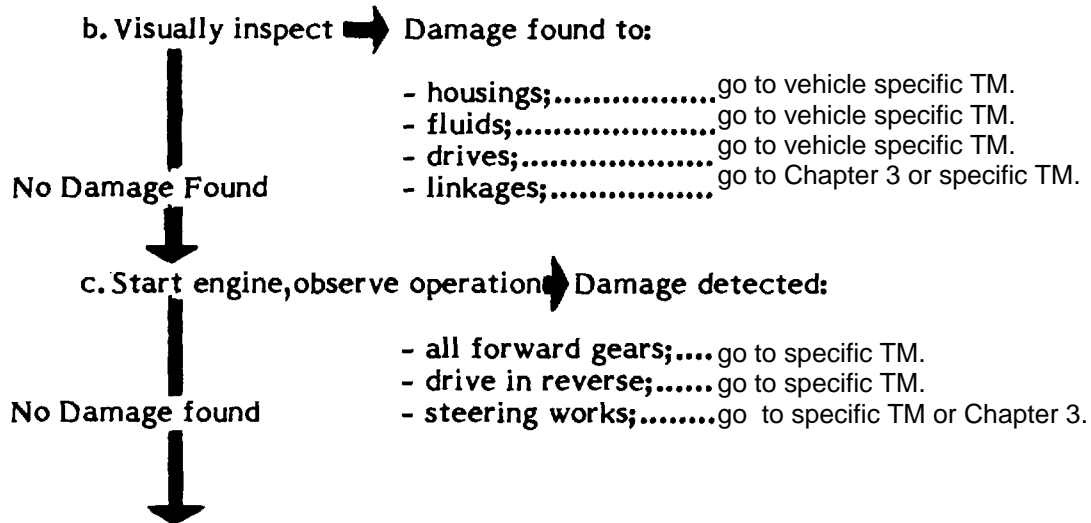 b. Visually inspect Damage found to:
- housings;.................go to vehicle specific TM.
- fluids;.....................go to vehicle specific TM.
- drives;....................go to vehicle specific TM.
- linkages;................go to Chapter 3 or specific TM.
No Damage Found
c. Start engine,observe operation Damage detected:
- all forward gears;....go to specific TM.
- drive in reverse;......go to specific TM.
- steering works;........go to specific TM or Chapter 3.
No Damage found